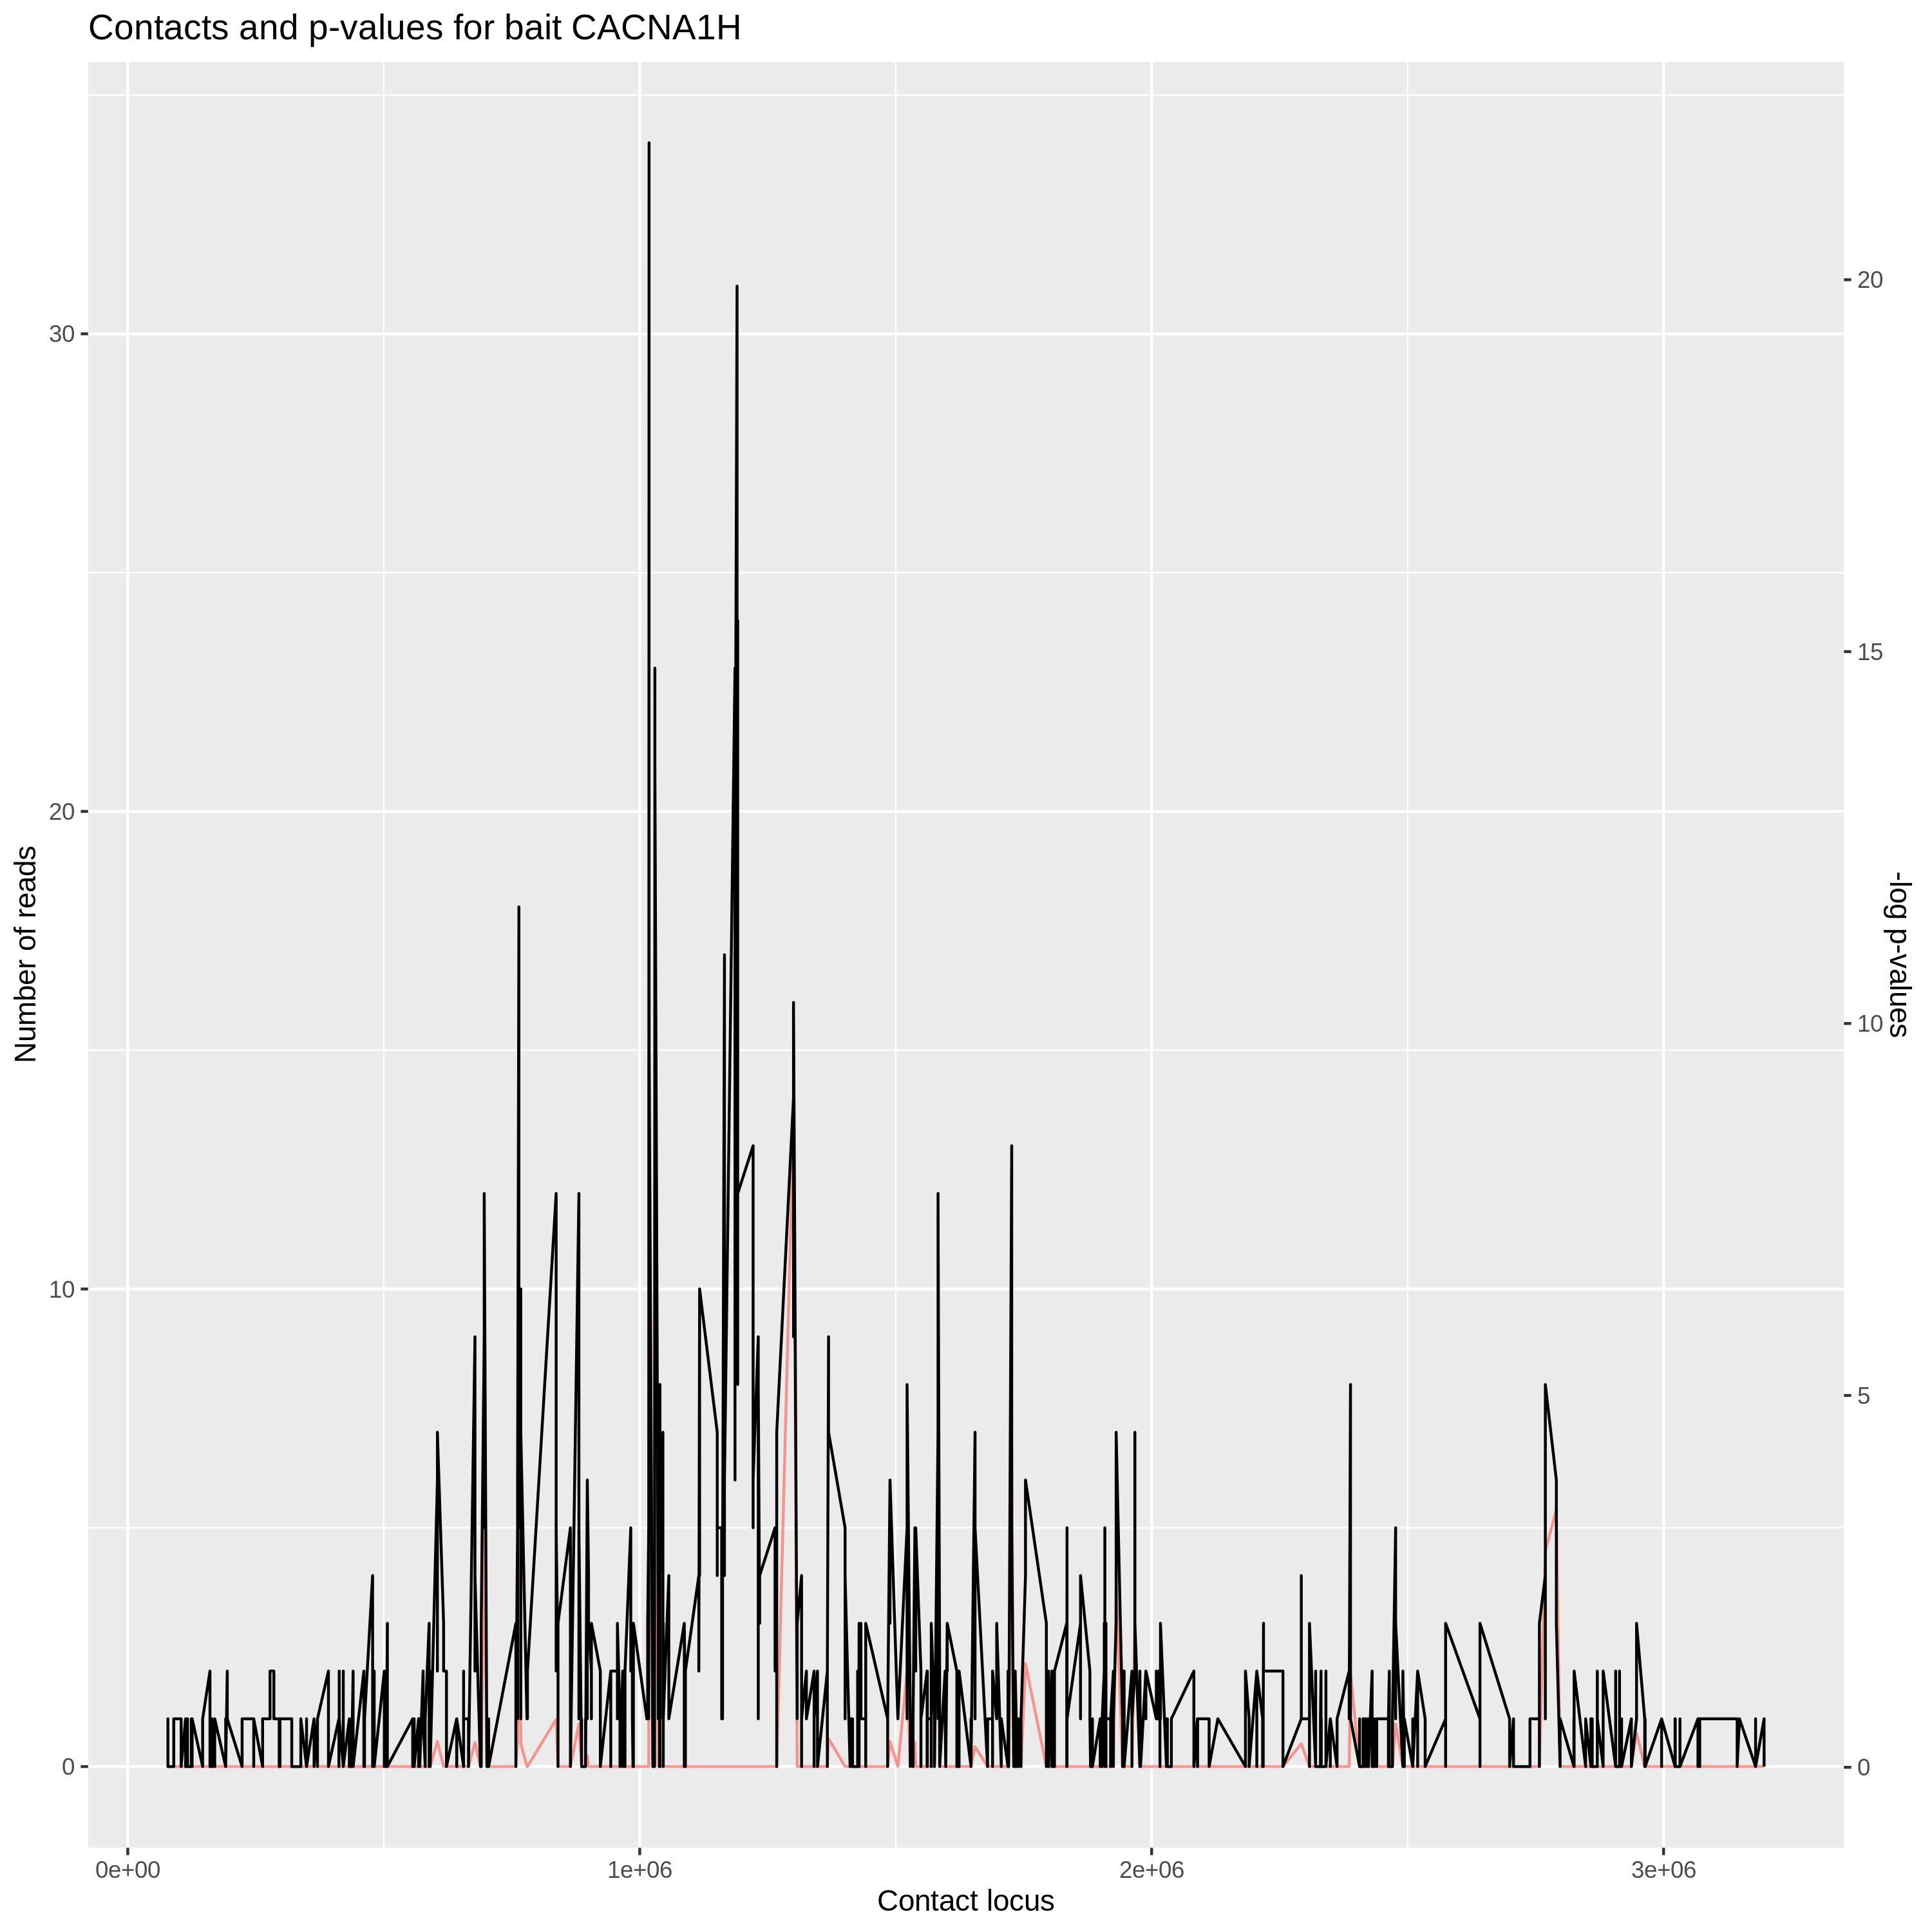 Contacts and p-values for bait CACNA1H
30
20
10
0
Number of reads
20
15
10
5
0
-log p-values
0e+00
1e+06
2e+06
3e+06
Contact locus